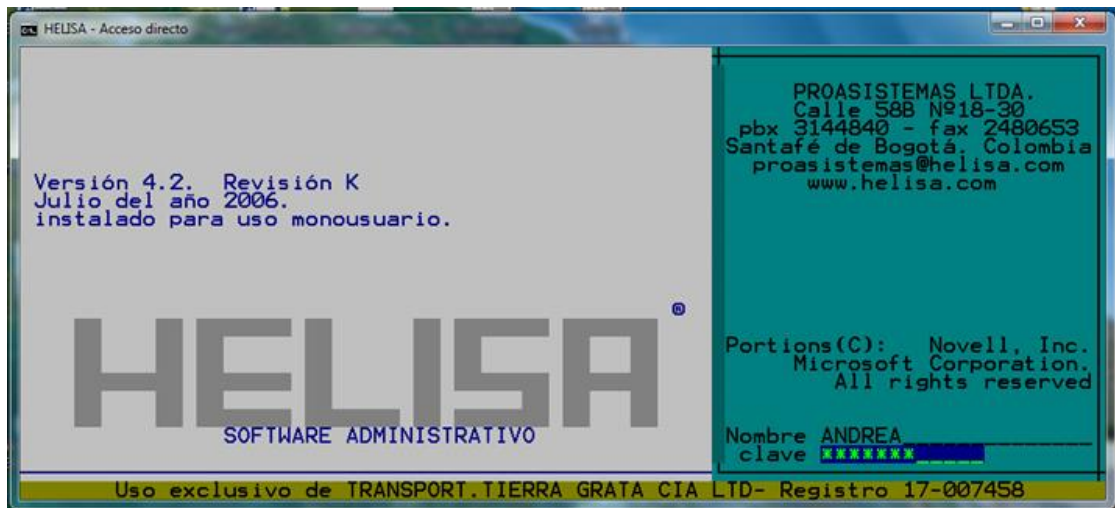 HELISA - Acceso directo
Versión 4.2. Revisión K
Julio del año 2006.
instalado para uso monousuario.
HELISA
SOFTWARE ADMINISTRATIVO
PROASISTEMAS LTDA.
Calle 58B Nº18-30
pbx 3144840 - fax 2480653
Santafé de Bogotá. Colombia
proasistemas@helisa.com
www.helisa.com
Portions(C): Novell, Inc.
Microsoft Corporation.
All rights reserved
Nombre ANDREA
clave *******
Uso exclusivo de TRANSPORT.TIERRA GRATA CIA LTD- Registro 17-007458